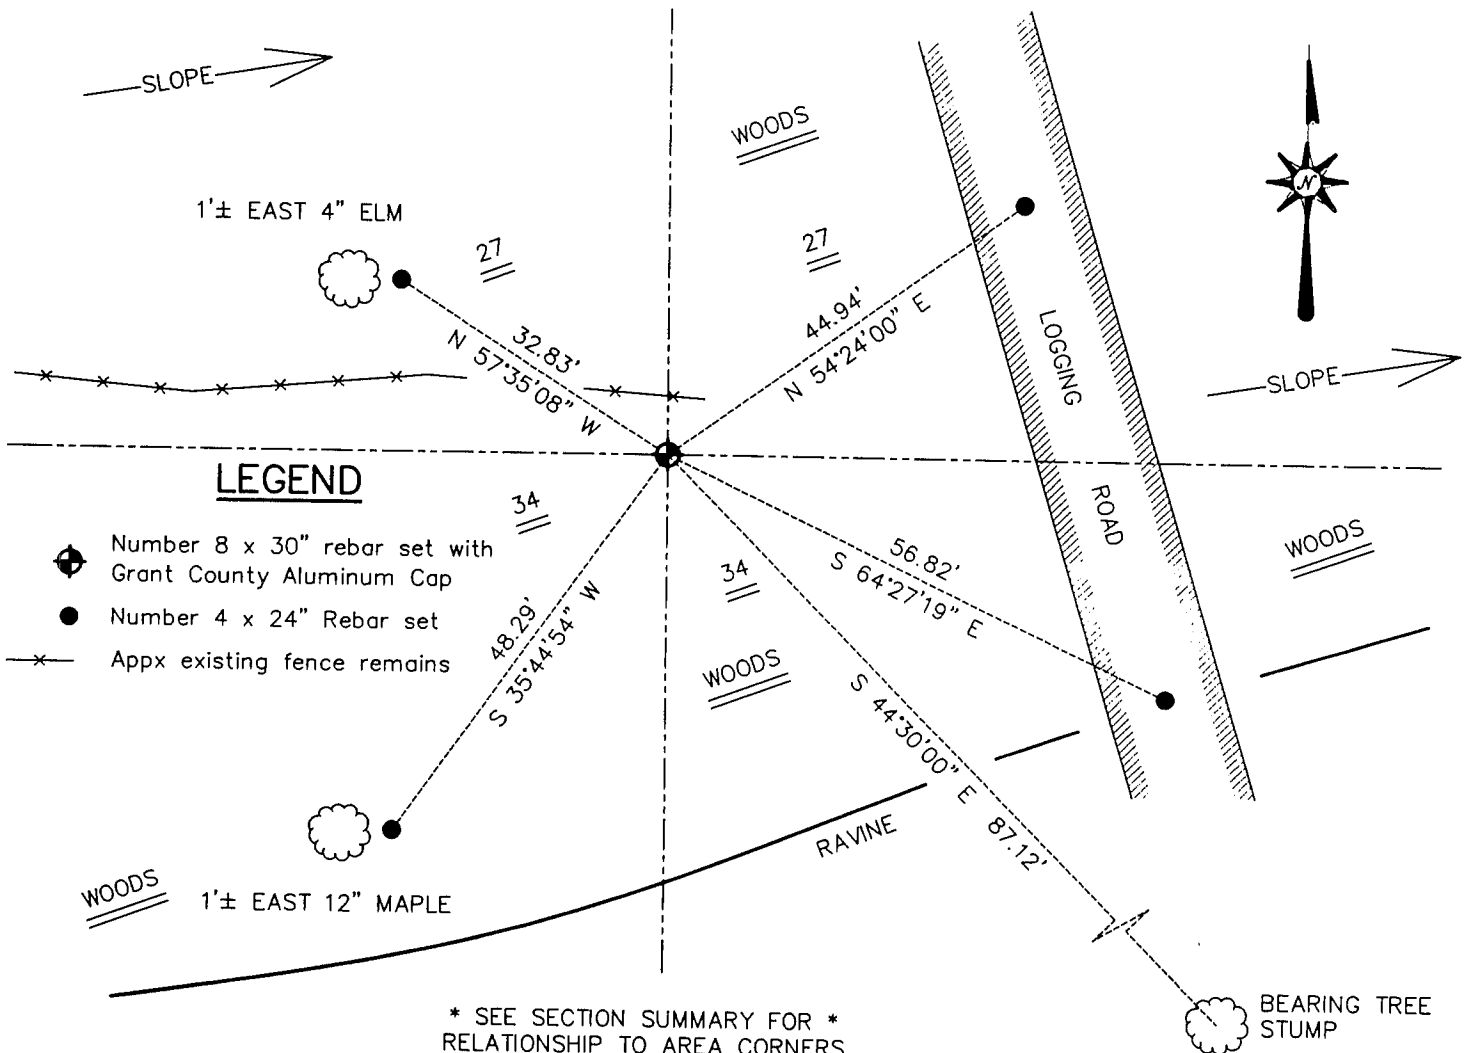 SLOPE
WOODS
1'± EAST 4" ELM
27
27
N
32.83'
N 57°35'08" W
44.94'
N 54°24'00" E
LOGGING
ROAD
SLOPE
LEGEND
Number 8 x 30" rebar set with
Grant County Aluminum Cap
Number 4 x 24" Rebar set
Appx existing fence remains
34
34
WOODS
56.82'
S 64°27'19" E
WOODS
48.29'
S 35°44'54" W
S 44°30'00" E 87.12'
RAVINE
WOODS
1'± EAST 12" MAPLE
BEARING TREE
STUMP
* SEE SECTION SUMMARY FOR *
RELATIONSHIP TO AREA CORNERS